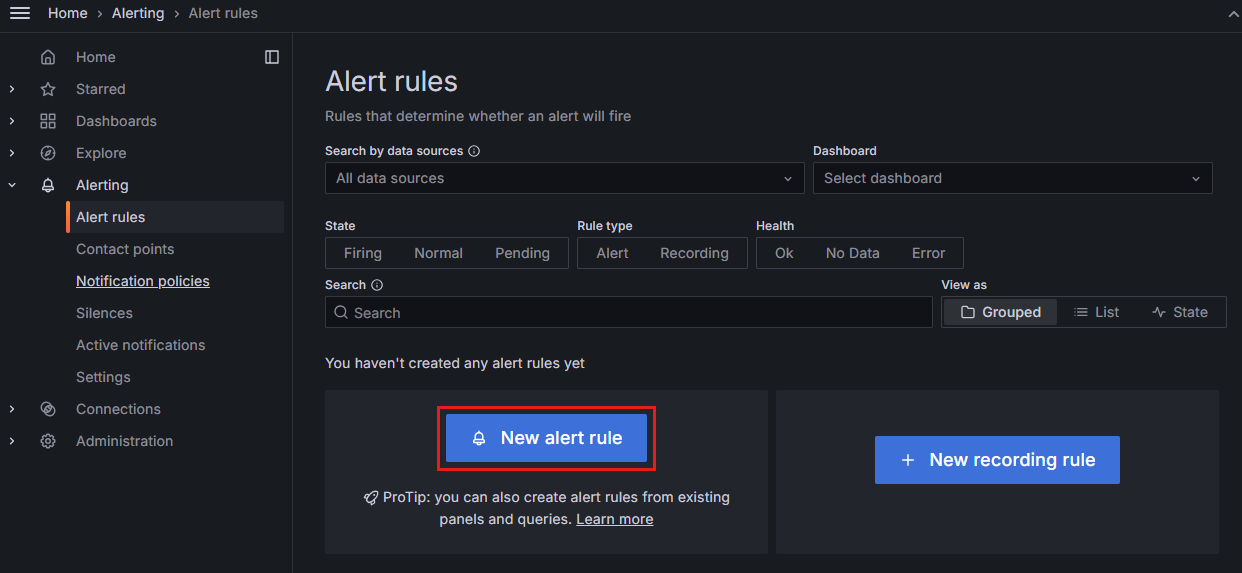 Home > Alerting > Alert rules
Home
Starred
Dashboards
Explore
Alerting
Alert rules
Contact points
Notification policies
Silences
Active notifications
Settings
Connections
Administration
Alert rules
Rules that determine whether an alert will fire
Search by data sources Dashboard
All data sources Select dashboard
State Rule type Health
Firing Normal Pending Alert Recording Ok No Data Error
Search View as
Search Grouped List State
You haven't created any alert rules yet
New alert rule
ProTip: you can also create alert rules from existing
panels and queries. Learn more
+ New recording rule